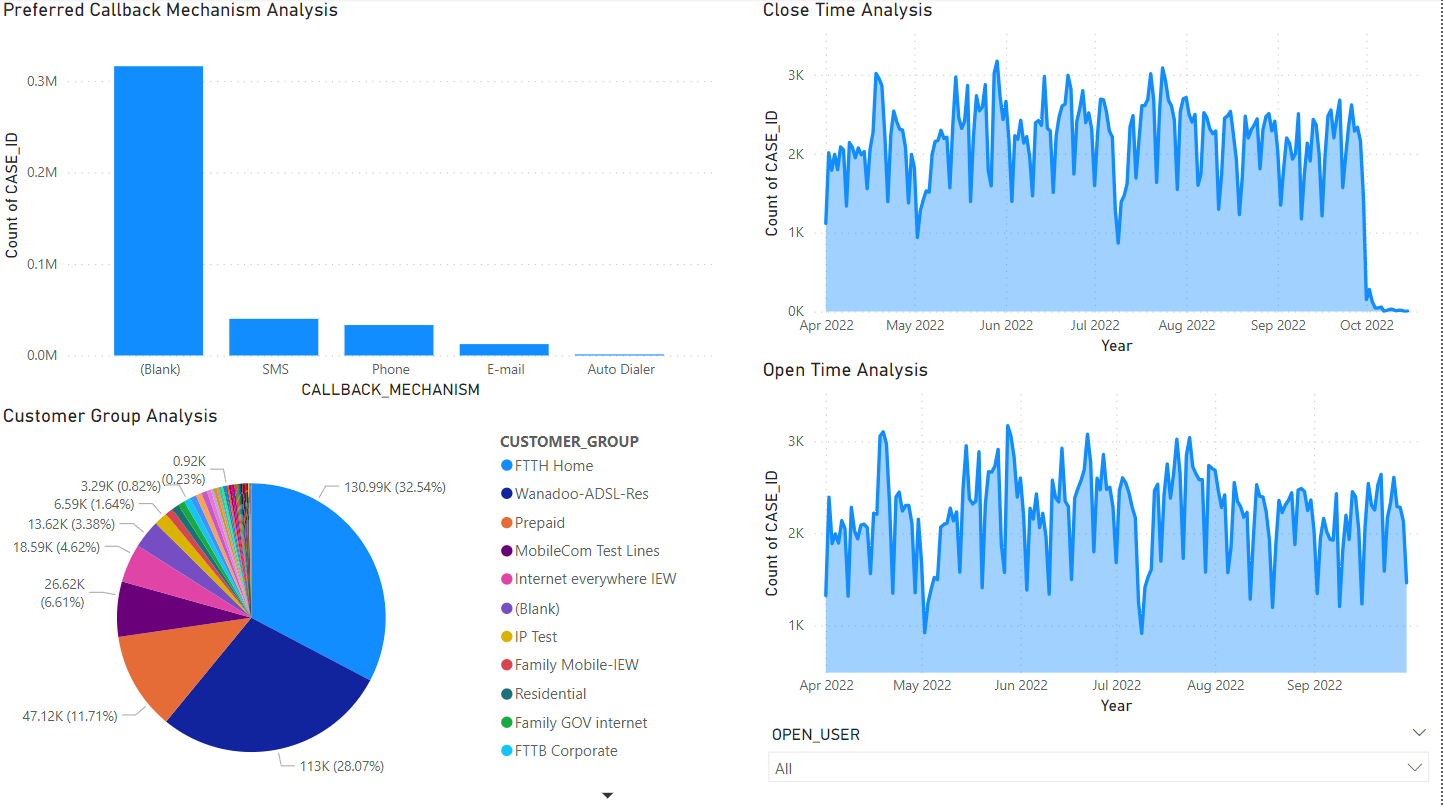 Preferred Callback Mechanism Analysis
Count of CASE_ID
0.3M
0.2M
0.1M
0.0M
(Blank)
SMS
Phone
E-mail
Auto Dialer
CALLBACK_MECHANISM
Customer Group Analysis
0.92K
(0.23%)
3.29K (0.82%)
6.59K (1.64%)
13.62K (3.38%)
18.59K (4.62%)
26.62K
(6.61%)
47.12K (11.71%)
113K (28.07%)
130.99K (32.54%)
CUSTOMER_GROUP
FTTH Home
Wanadoo-ADSL-Res
Prepaid
MobileCom Test Lines
Internet everywhere IEW
(Blank)
IP Test
Family Mobile-IEW
Residential
Family GOV internet
FTTB Corporate
Close Time Analysis
Count of CASE_ID
3K
2K
1K
0K
Apr 2022
May 2022
Jun 2022
Jul 2022
Aug 2022
Sep 2022
Oct 2022
Year
Open Time Analysis
Count of CASE_ID
3K
2K
1K
Apr 2022
May 2022
Jun 2022
Jul 2022
Aug 2022
Sep 2022
Year
OPEN_USER
All